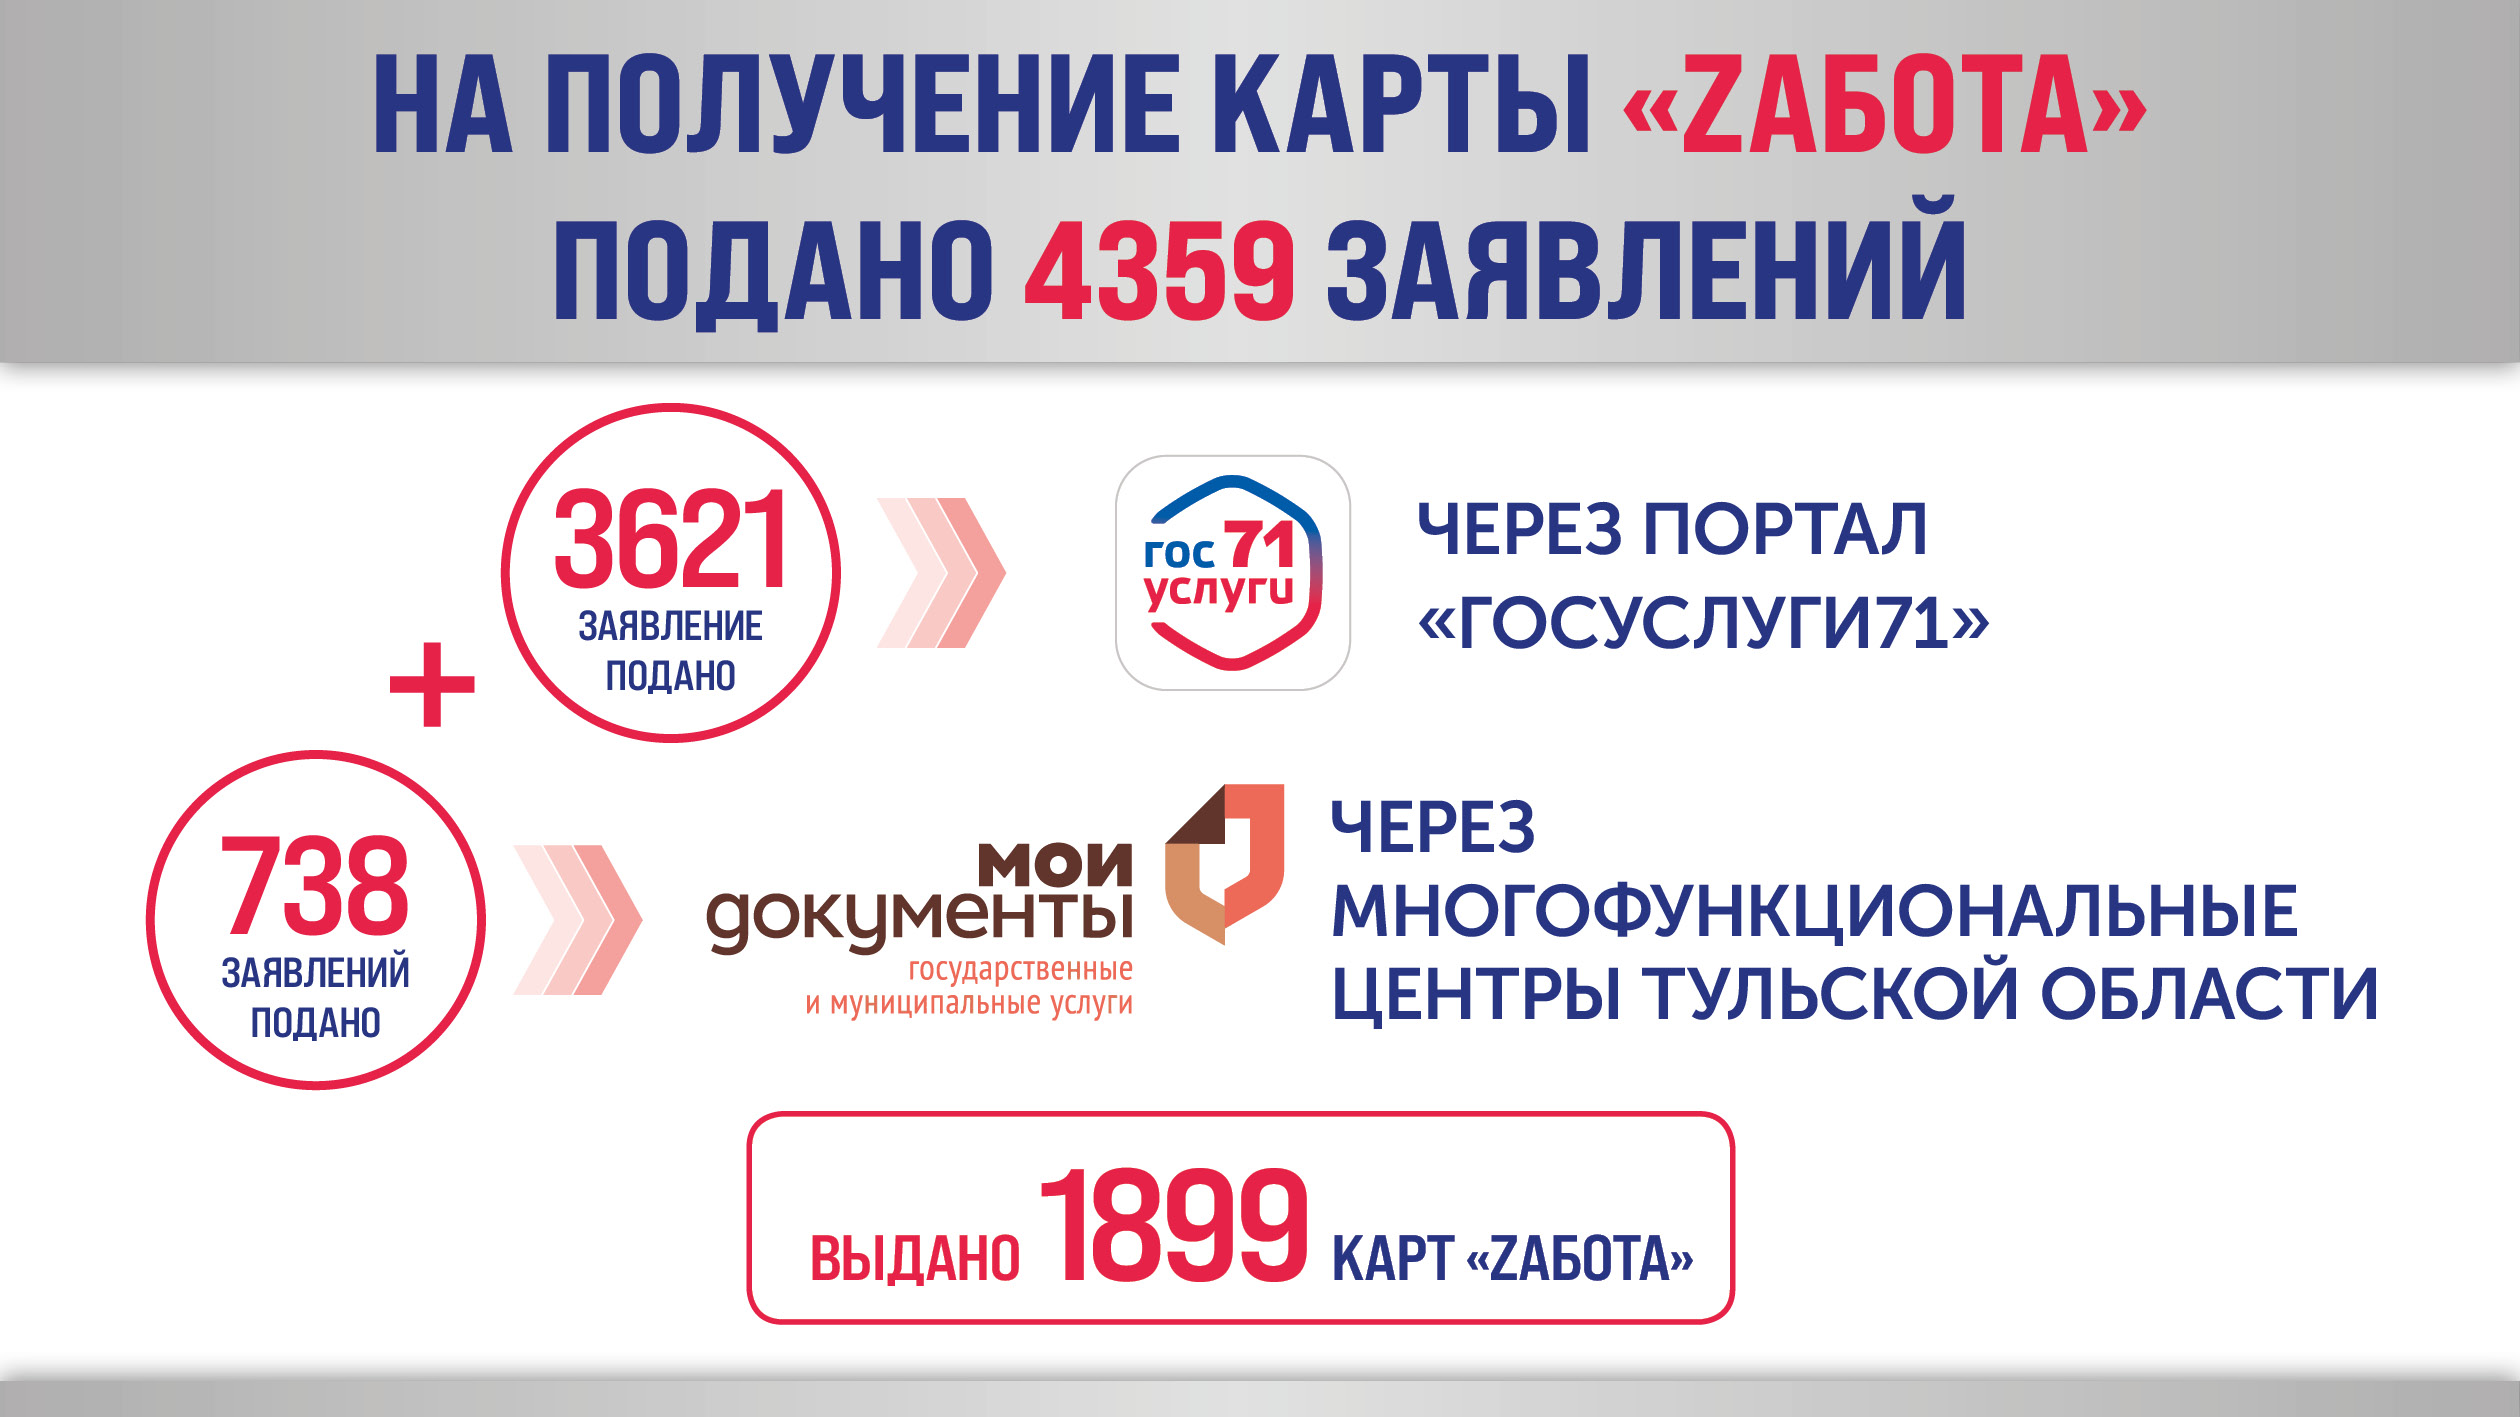 НА ПОЛУЧЕНИЕ КАРТЫ «ZАБОТА»
ПОДАНО 4359 ЗАЯВЛЕНИЙ
3621
ЗАЯВЛЕНИЕ
ПОДАНО
гос 71
услуги
ЧЕРЕЗ ПОРТАЛ
«ГОСУСЛУГИ71»
+
738
ЗАЯВЛЕНИЙ
ПОДАНО
мои
документы
государственные
и муниципальные услуги
ЧЕРЕЗ
МНОГОФУНКЦИОНАЛЬНЫЕ
ЦЕНТРЫ ТУЛЬСКОЙ ОБЛАСТИ
ВЫДАНО 1899 КАРТ «ZАБОТА»